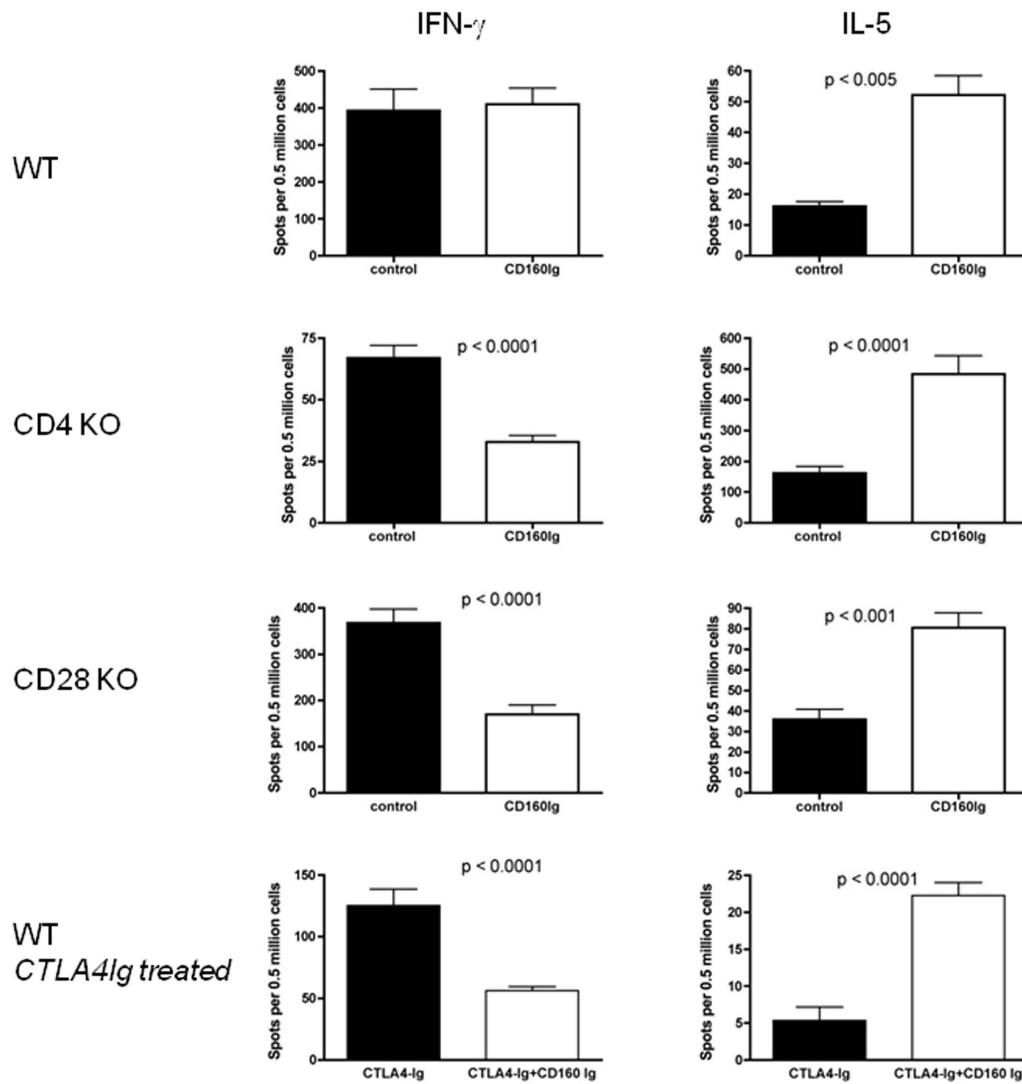 IFN-γ IL-5
WT
Spots per 0.5 million cells
500
400
300
200
100
0
control CD160Ig
Spots per 0.5 million cells
p < 0.005
60
50
40
30
20
10
0
control CD160Ig
CD4 KO
Spots per 0.5 million cells
p < 0.0001
75
50
25
0
control CD160Ig
Spots per 0.5 million cells
p < 0.0001
600
500
400
300
200
100
0
control CD160Ig
CD28 KO
Spots per 0.5 million cells
p < 0.0001
400
300
200
100
0
control CD160Ig
Spots per 0.5 million cells
p < 0.001
90
80
70
60
50
40
30
20
10
0
control CD160Ig
WT
CTLA4Ig treated
Spots per 0.5 million cells
p < 0.0001
150
100
50
0
CTLA4-Ig CTLA4-Ig+CD160 Ig
Spots per 0.5 million cells
p < 0.0001
25
20
15
10
5
0
CTLA4-Ig CTLA4-Ig+CD160 Ig